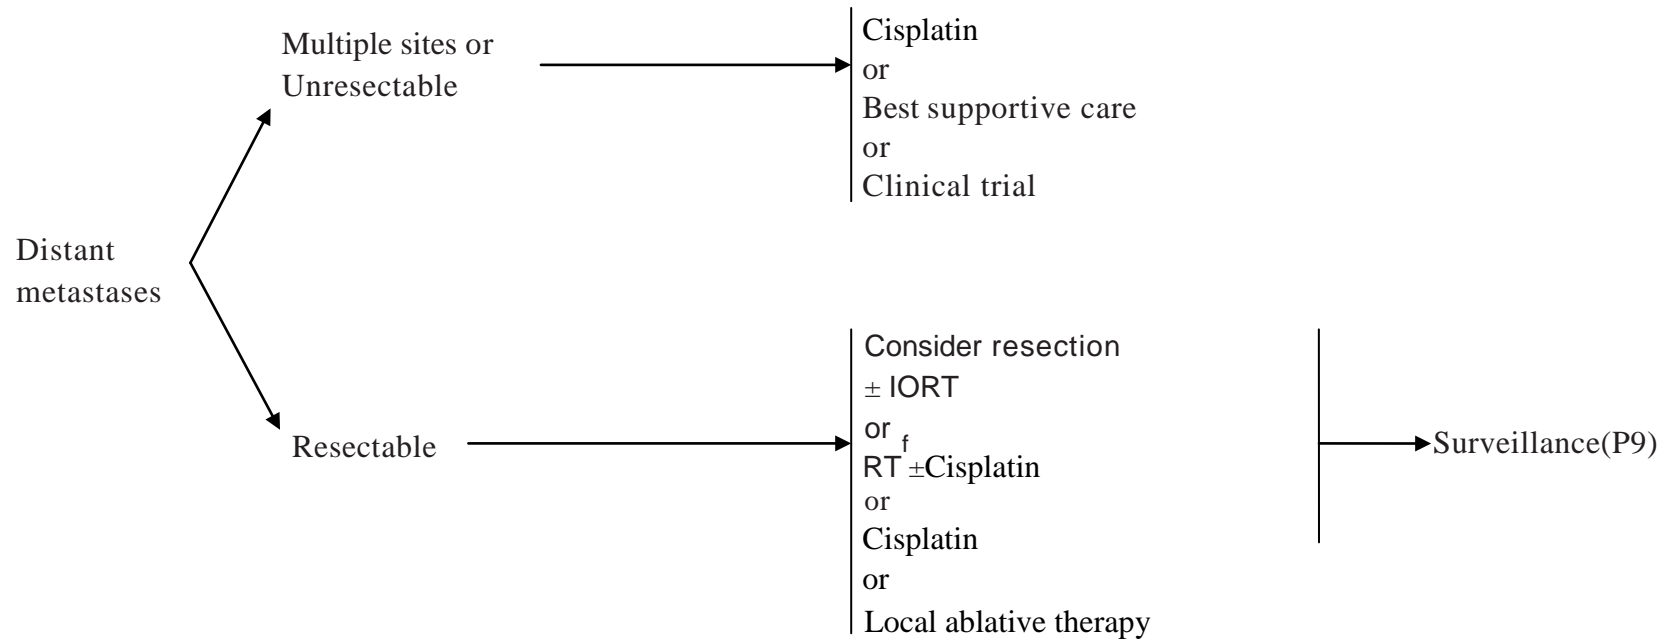 Multiple sites or
Unresectable
Cisplatin
or
Best supportive care
or
Clinical trial
Distant
metastases
Resectable
Consider resection
± IORT
or
RT f ±Cisplatin
or
Cisplatin
or
Local ablative therapy
Surveillance(P9)